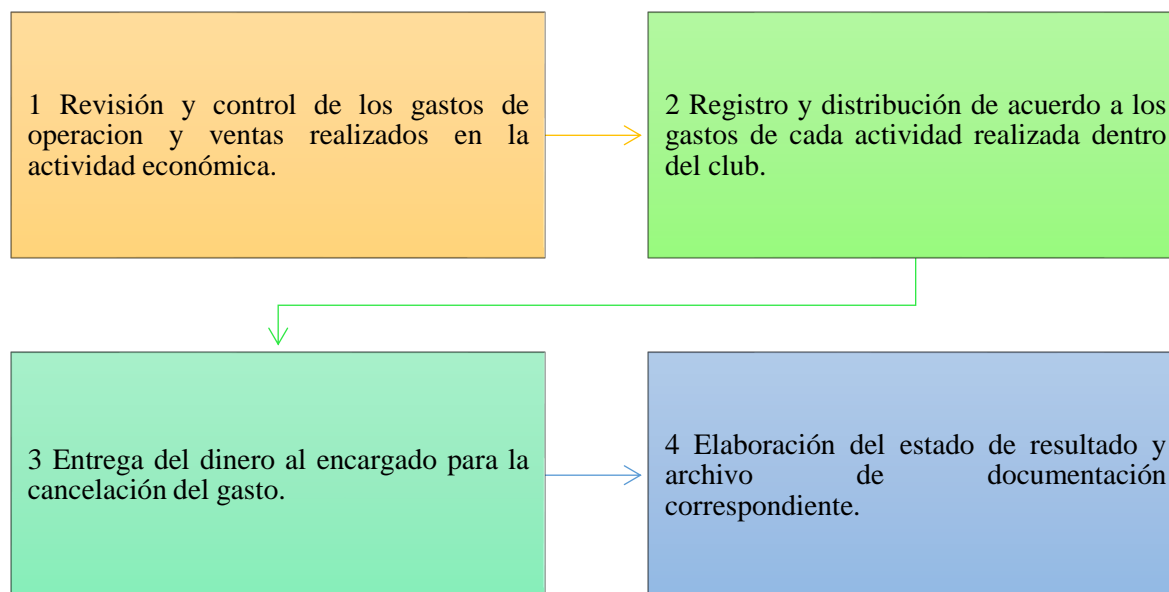 1 Revisión y control de los gastos de
operacion y ventas realizados en la
actividad económica.
2 Registro y distribución de acuerdo a los
gastos de cada actividad realizada dentro
del club.
3 Entrega del dinero al encargado para la
cancelación del gasto.
4 Elaboración del estado de resultado y
archivo de documentación
correspondiente.